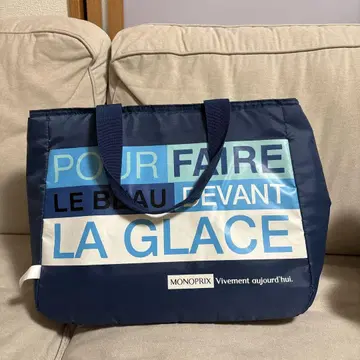 POUR FAIRE
LE BEAU DEVANT
LA GLACE
MONOPRIX Vivement aujourd'hui.